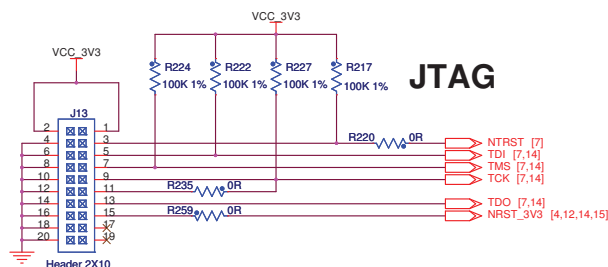 VCC_3V3
VCC_3V3
R224 R222 R227 R217
100K 1% 100K 1% 100K 1% 100K 1%
JTAG
J13
2 1
4 3 R220 0R NTRST [7]
6 5 TDI [7,14]
8 7 TMS [7,14]
10 9 TCK [7,14]
12 11 R235 0R
14 13 TDO [7,14]
16 15 R259 0R NRST_3V3 [4,12,14,15]
18 17
20 19
Header 2X10